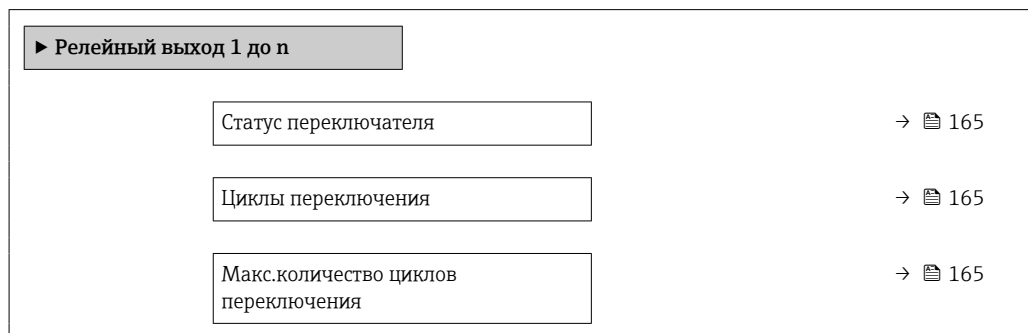 ► Релейный выход 1 до n
Статус переключателя → 165
Циклы переключения → 165
Макс.количество циклов → 165
переключения